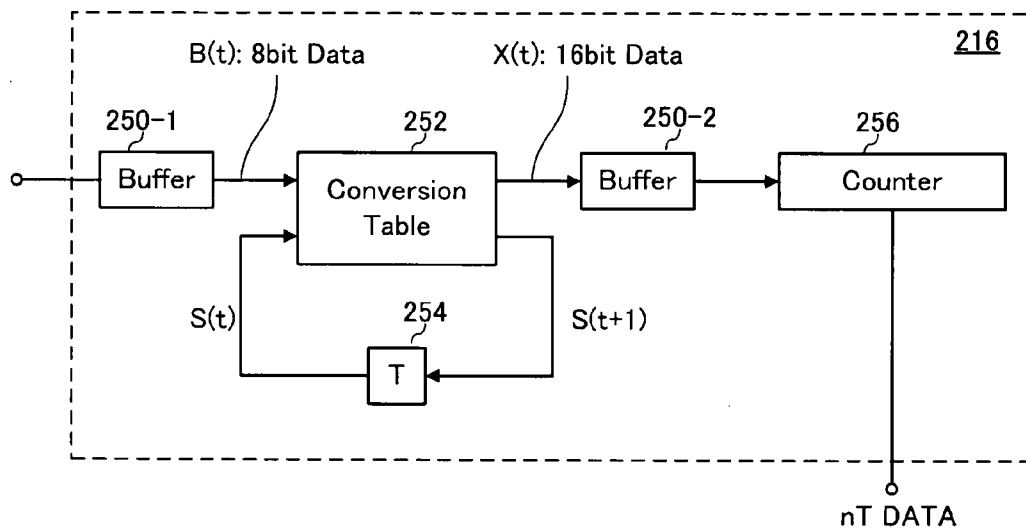 216
B(t): 8bit Data
X(t): 16bit Data
250-1
252
250-2
256
Buffer
Conversion
Table
Buffer
Counter
S(t)
254
S(t+1)
T
nT DATA